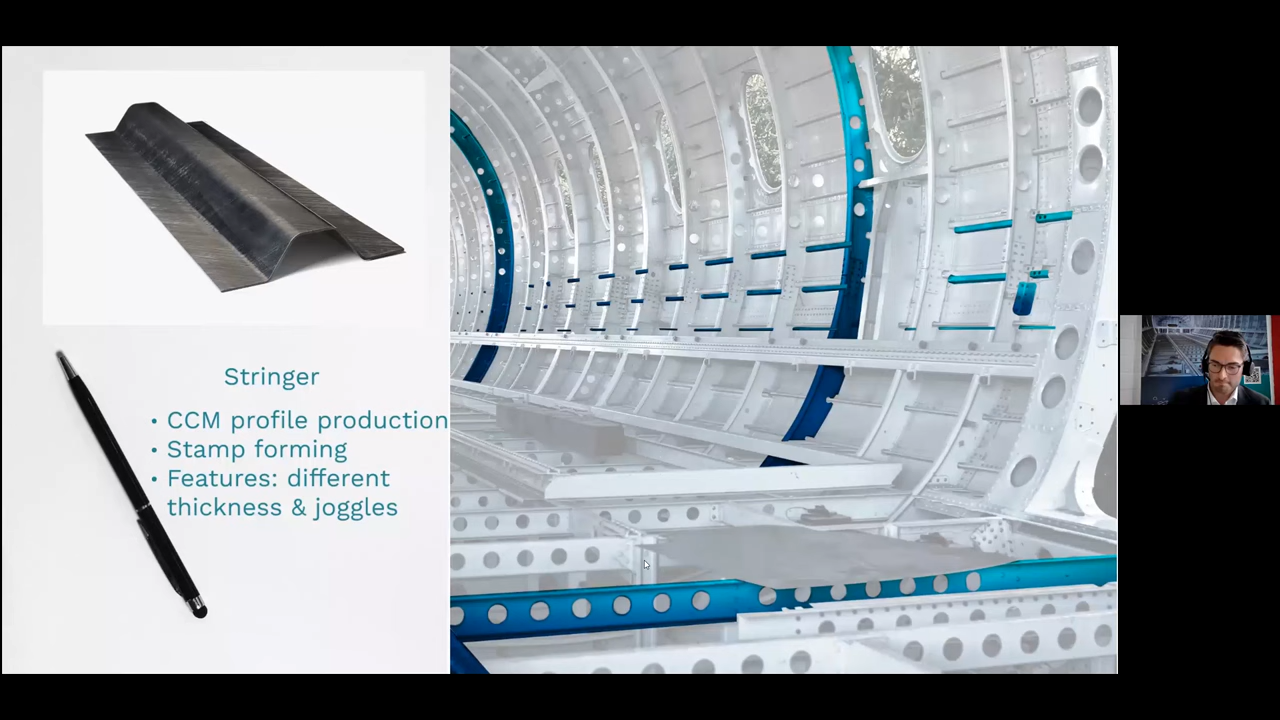 Stringer
• CCM profile production
• Stamp forming
• Features: different
thickness & joggles